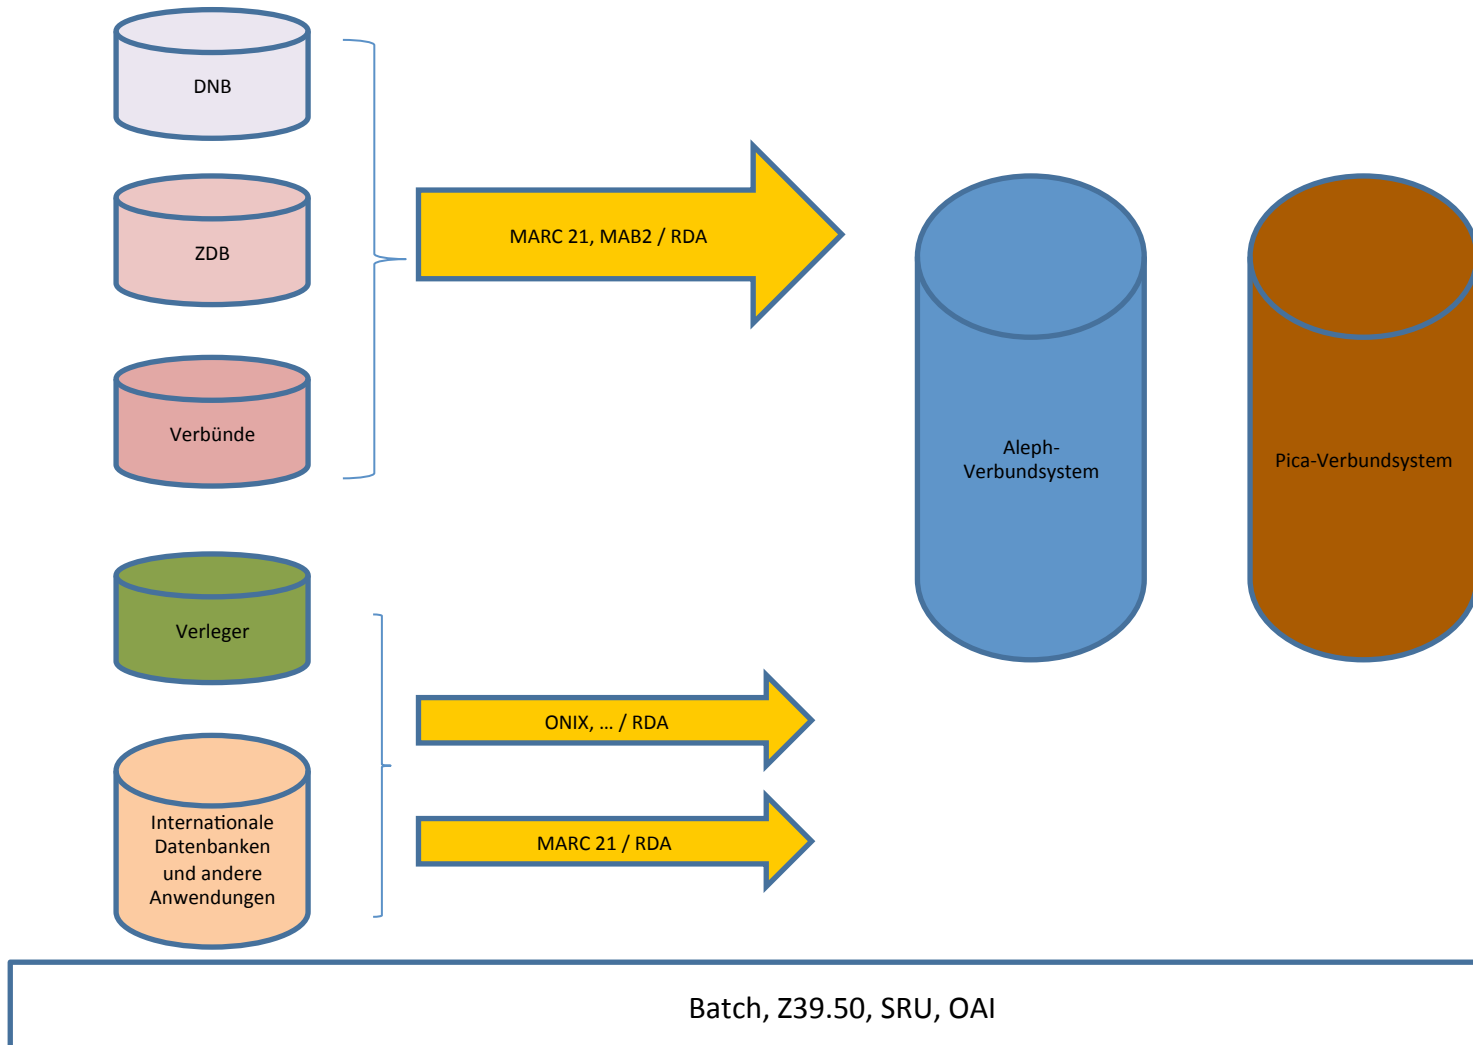 DNB
ZDB
Verbünde
MARC 21, MAB2 / RDA
Aleph-
Verbundsystem
Pica-Verbundsystem
Verleger
ONIX, ... / RDA
Internationale
Datenbanken
und andere
Anwendungen
MARC 21 / RDA
Batch, Z39.50, SRU, OAI